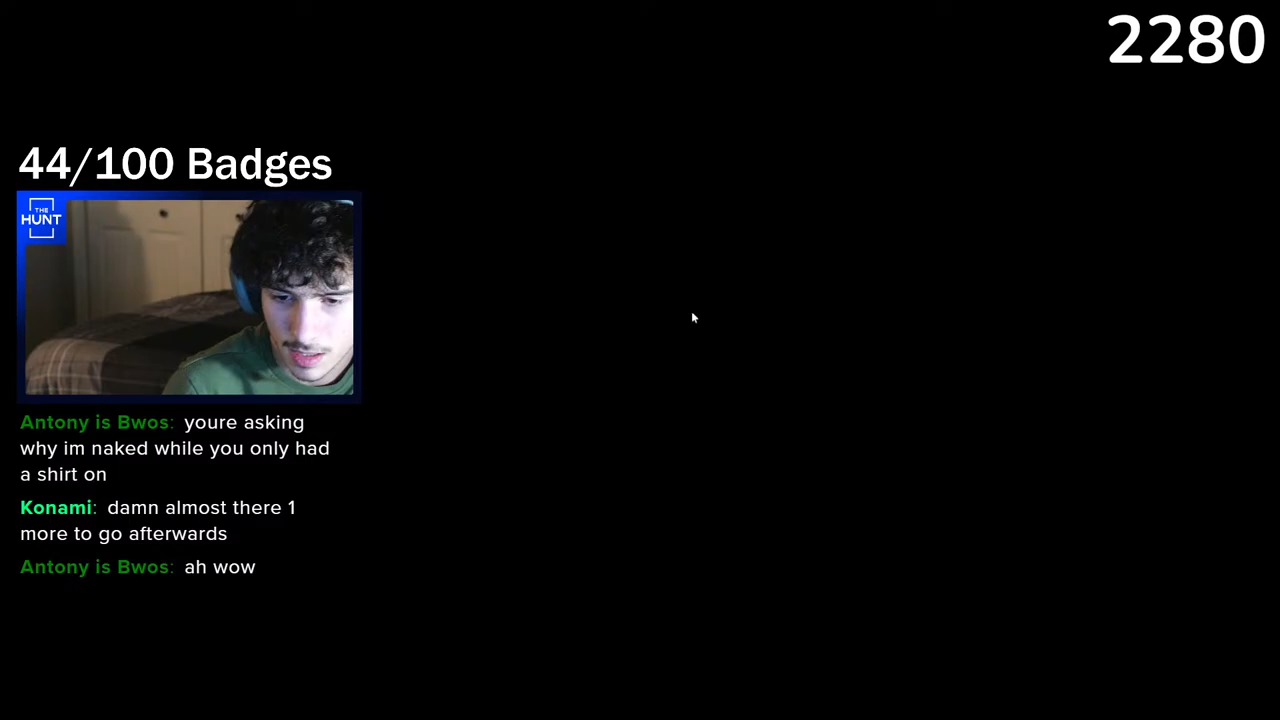 2280
44/100 Badges
THE
HUNT
Antony is Bwos: youre asking
why im naked while you only had
a shirt on
Konami: damn almost there 1
more to go afterwards
Antony is Bwos: ah wow